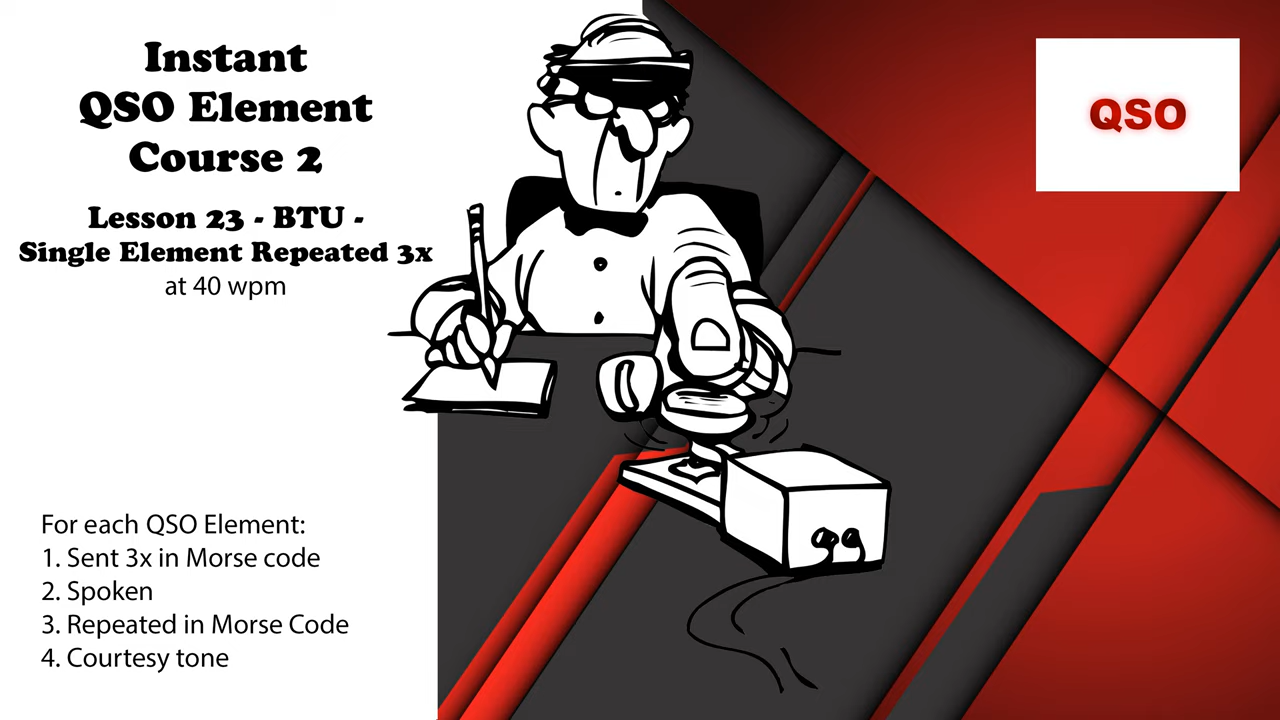 Instant
QSO Element
Course 2
Lesson 23 - BTU -
Single Element Repeated 3x
at 40 wpm
QSO
For each QSO Element:
1. Sent 3x in Morse code
2. Spoken
3. Repeated in Morse Code
4. Courtesy tone